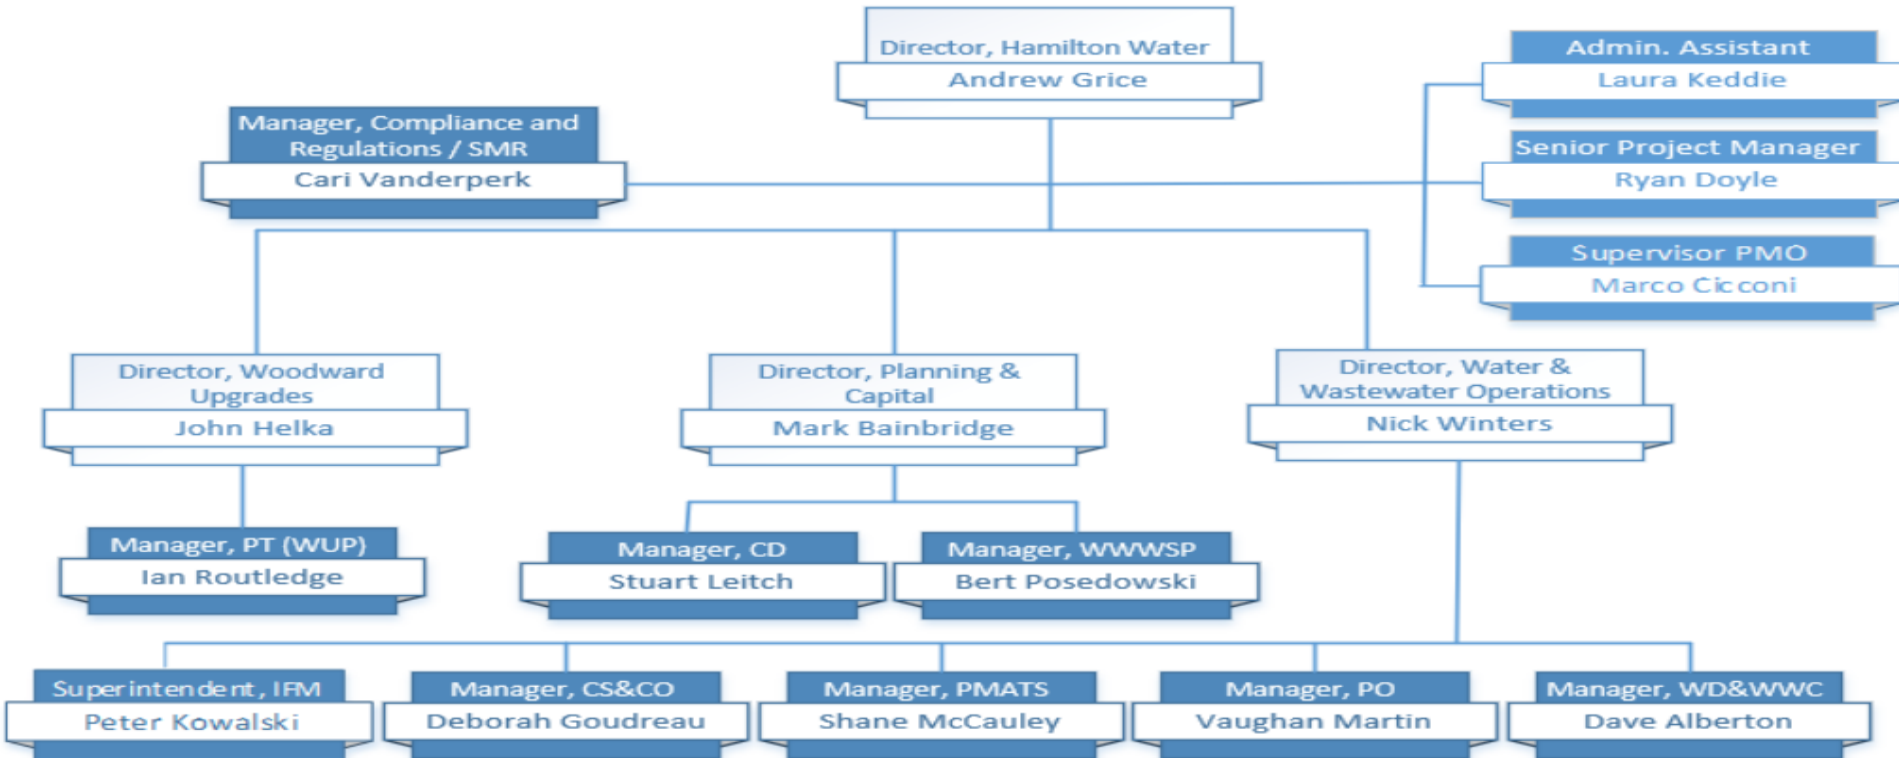 Director, Hamilton Water
Andrew Grice
Admin. Assistant
Laura Keddie
Manager, Compliance and
Regulations / SMR
Cari Vanderperk
Senior Project Manager
Ryan Doyle
Supervisor PMO
Marco Cicconi
Director, Woodward
Upgrades
John Helka
Director, Planning &
Capital
Mark Bainbridge
Director, Water &
Wastewater Operations
Nick Winters
Manager, PT (WUP)
Ian Routledge
Manager, CD
Stuart Leitch
Manager, WWWSP
Bert Posedowski
Superintendent, IFM
Peter Kowalski
Manager, CS&CO
Deborah Goudreau
Manager, PMATS
Shane McCauley
Manager, PO
Vaughan Martin
Manager, WD&WWC
Dave Alberton